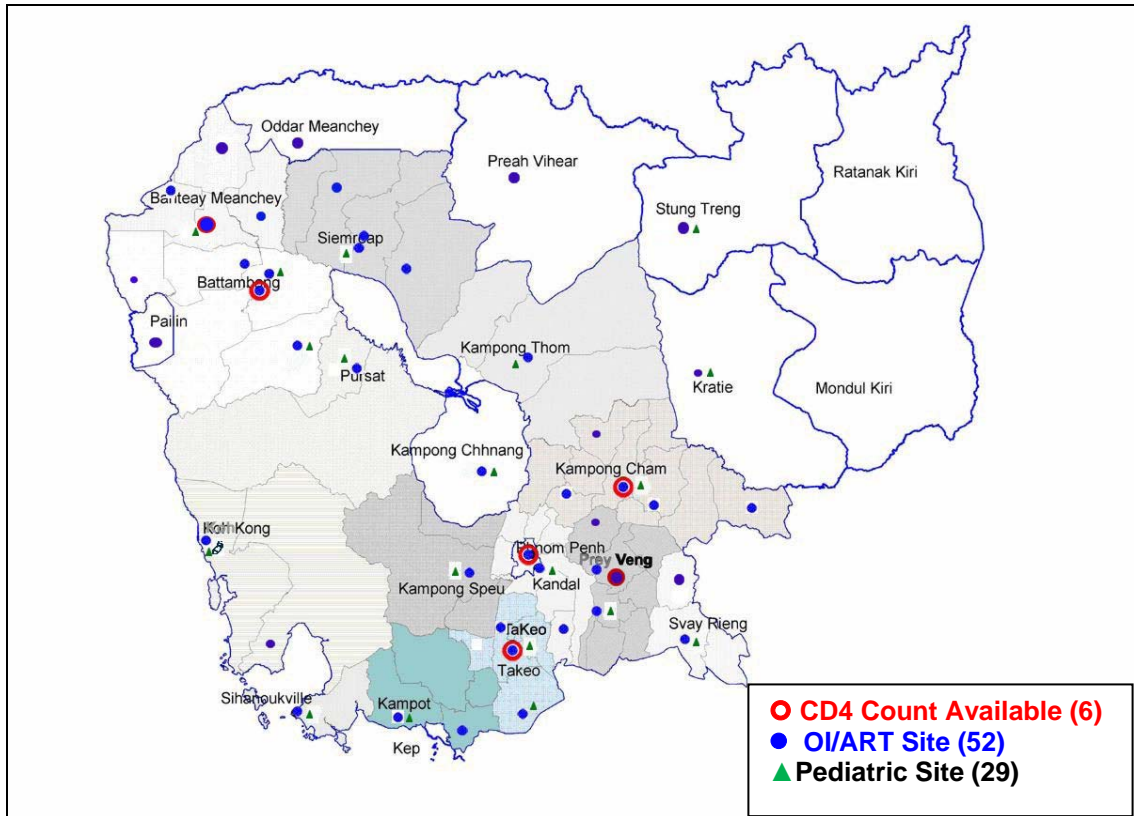 Oddar Meanchey
Preah Vihear
Ratanak Kiri
Banteay Meanchey
Stung Treng
Siemreap
Battambang
Pailin
Kampong Thom
Pursat
Kratie
Mondul Kiri
Kampong Chhnang
Kampong Cham
Koh Kong
Phnom Penh
Prey Veng
Kampong Speu
Kandal
Svay Rieng
TaKeo
Takeo
Sihanoukville
Kampot
Kep
CD4 Count Available (6)
OI/ART Site (52)
Pediatric Site (29)